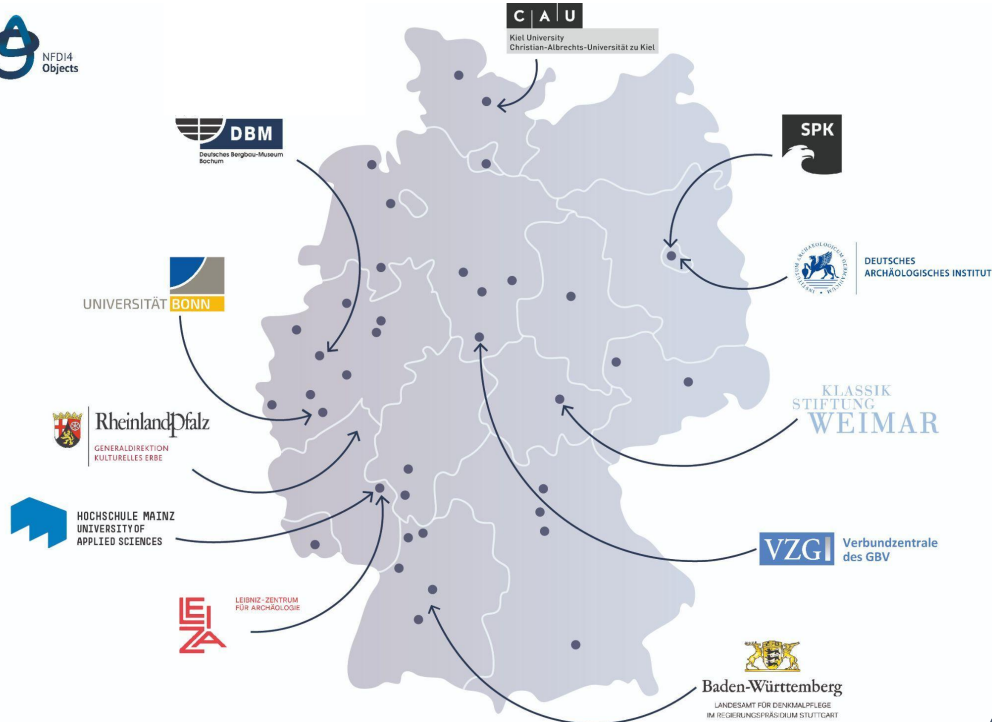 NFDI4
Objects
C A U
Kiel University
Christian-Albrechts-Universität zu Kiel
DBM
Deutsches Bergbau-Museum
Bochum
SPK
DEUTSCHES
ARCHÄOLOGISCHES INSTITUT
UNIVERSITÄT BONN
RheinlandPfalz
GENERALDIREKTION
KULTURELLES ERBE
KLASSIK
STIFTUNG
WEIMAR
HOCHSCHULE MAINZ
UNIVERSITY OF
APPLIED SCIENCES
VZG
Verbundzentrale
des GBV
LEIZA
LEIBNIZ-ZENTRUM
FÜR ARCHÄOLOGIE
Baden-Württemberg
LANDESAMT FÜR DENKMALPFLEGE
IM REGIERUNGSPRÄSIDIUM STUTTGART